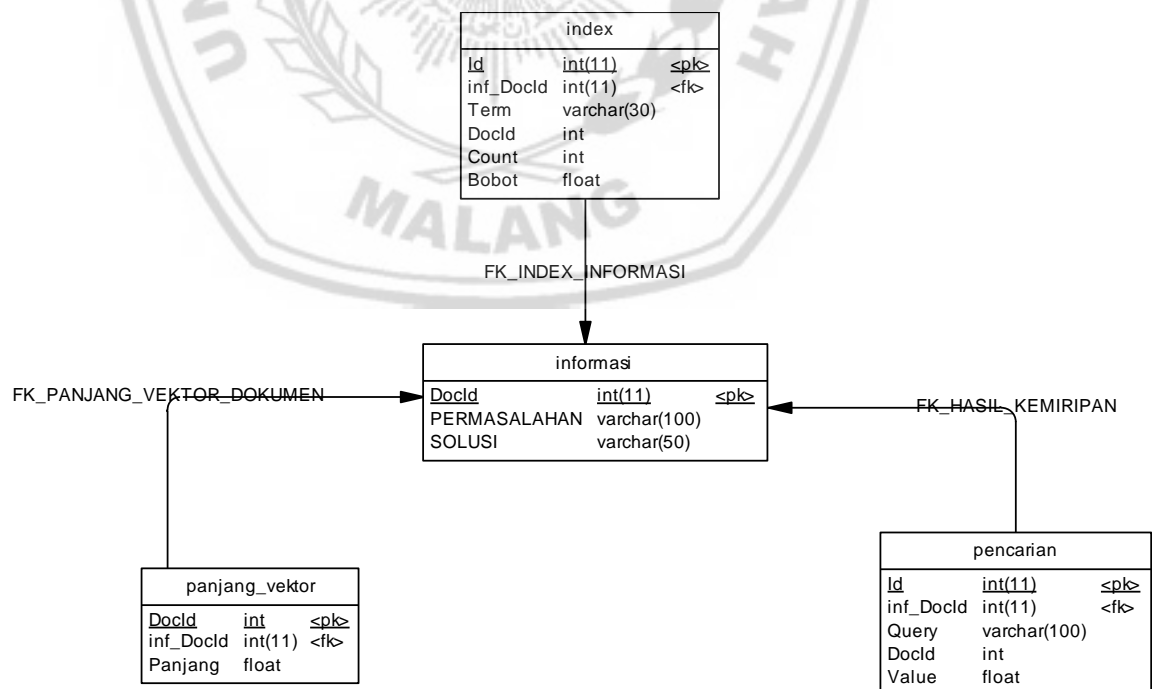 index
Id int(11) <pk>
inf_DocId int(11) <fk>
Term varchar(30)
DocId int
Count int
Bobot float
MALANG
FK_INDEX_INFORMASI
informasi
DocId int(11) <pk>
PERMASALAHAN varchar(100)
SOLUSI varchar(50)
FK_PANJANG_VEKTOR_DOKUMEN
FK_HASIL_KEMIRIPAN
panjang_vektor
DocId int <pk>
inf_DocId int(11) <fk>
Panjang float
pencarian
Id int(11) <pk>
inf_DocId int(11) <fk>
Query varchar(100)
DocId int
Value float